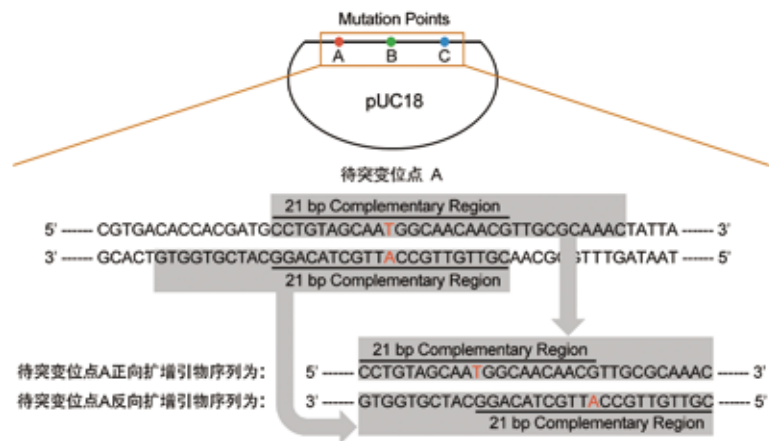 Mutation Points
A B C
pUC18
待突变位点 A
21 bp Complementary Region
5' ------ CGTGACACCACGATGCCTGTAGCAATGGCAACAACGTTGCGCAAACTATTA ------ 3'
3' ------ GCACTGTGGTGCTACGGACATCGTTACCGTTGTTGCAACGC GTTTGATAAT ------ 5'
21 bp Complementary Region
21 bp Complementary Region
待突变位点A正向扩增引物序列为: 5' ------ CCTGTAGCAATGGCAACAACGTTGCGCAAAC ------ 3'
待突变位点A反向扩增引物序列为: 3' ------ GTGGTGCTACGGACATCGTTACCGTTGTTGC ------ 5'
21 bp Complementary Region